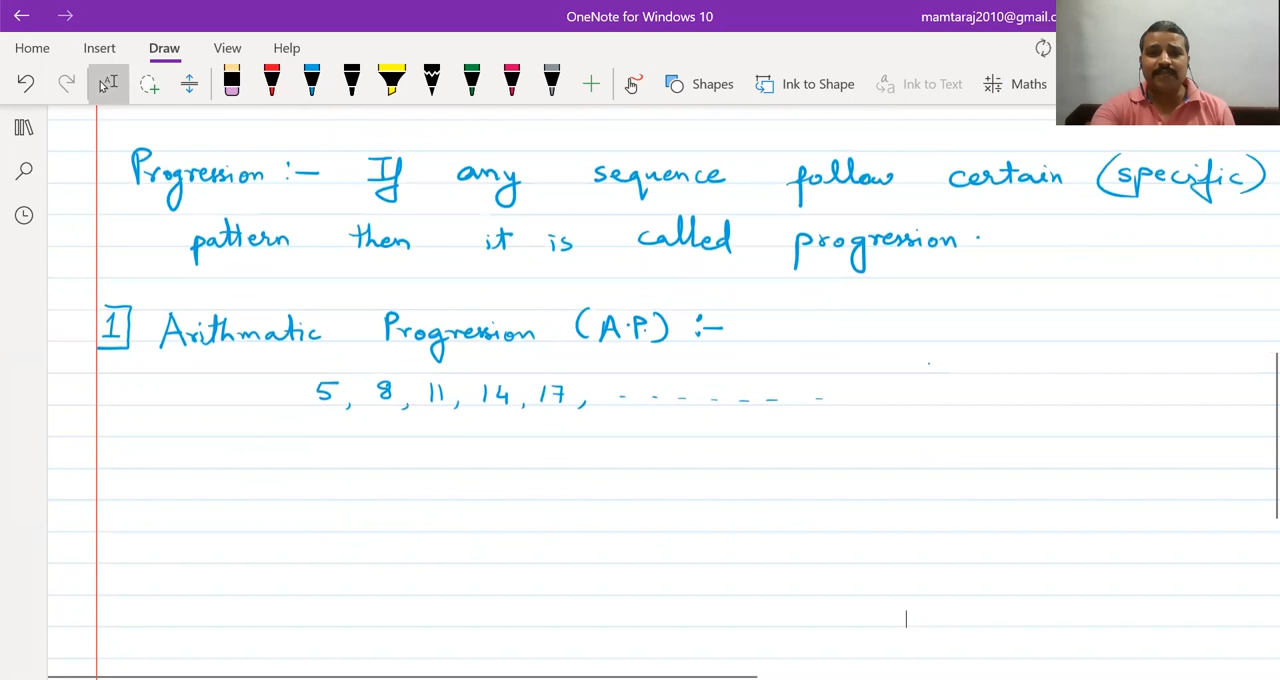 OneNote for Windows 10
mamtaraj2010@gmail.c
Home Insert Draw View Help
Shapes Ink to Shape Ink to Text Maths
Progression :- If any sequence follow certain (specific)
pattern then it is called progression.
1 Arithmatic Progression (A.P.) :-
5, 8, 11, 14, 17, - - - - - - -